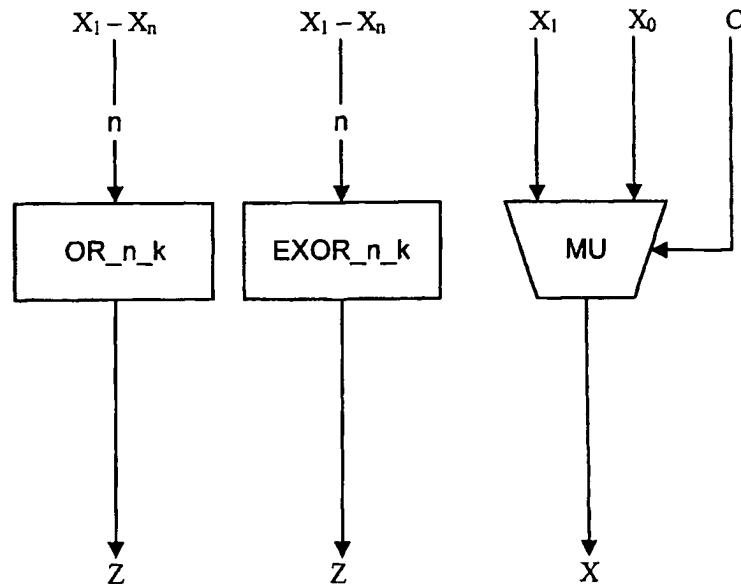 X₁ – Xₙ
n
OR_n_k
Z
X₁ – Xₙ
n
EXOR_n_k
Z
X₁ X₀ C
MU
X